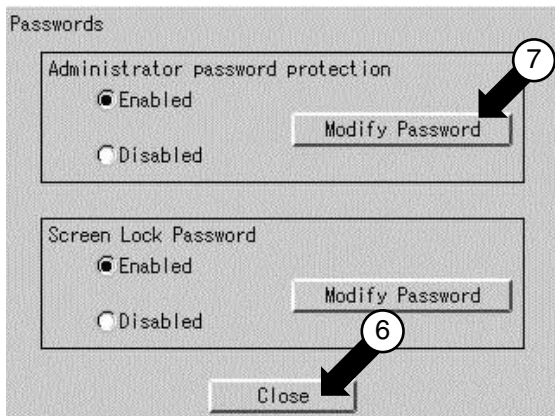 Passwords
Administrator password protection
7
Enabled
Modify Password
Disabled
Screen Lock Password
Enabled
Modify Password
Disabled
6
Close